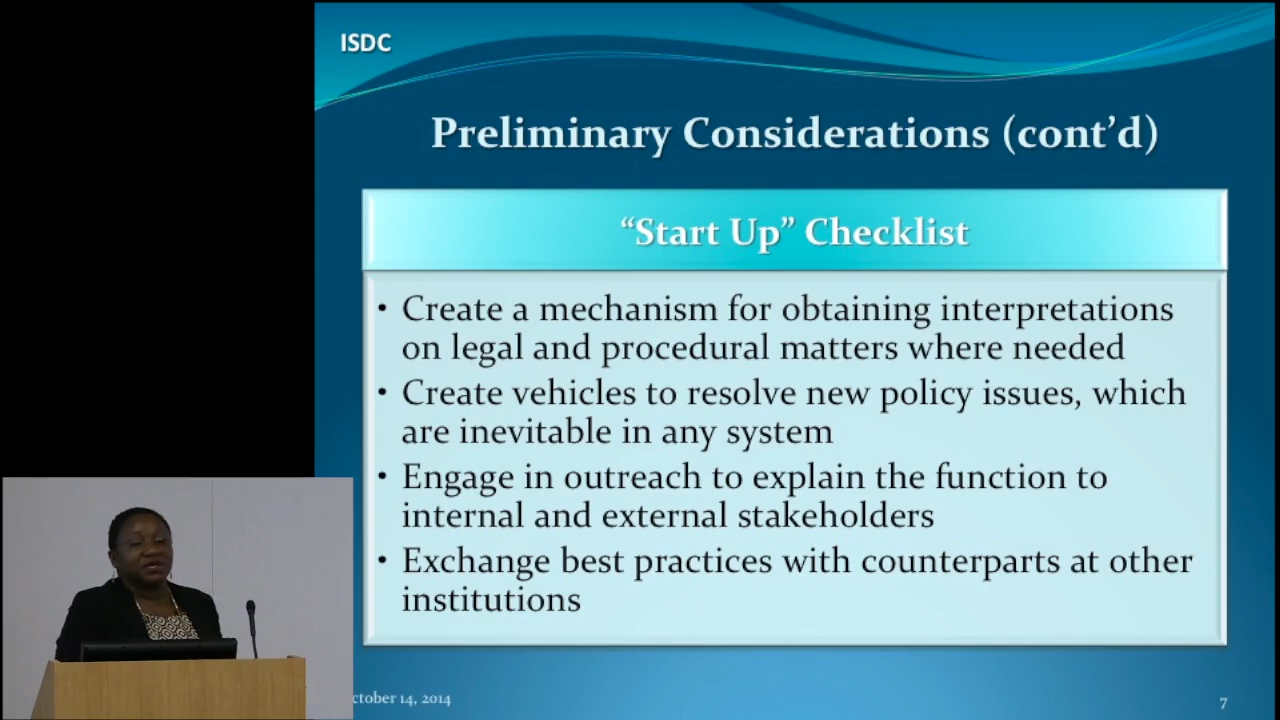 ISDC
Preliminary Considerations (cont’d)
“Start Up” Checklist
• Create a mechanism for obtaining interpretations
on legal and procedural matters where needed
• Create vehicles to resolve new policy issues, which
are inevitable in any system
• Engage in outreach to explain the function to
internal and external stakeholders
• Exchange best practices with counterparts at other
institutions
ctober 14, 2014
7